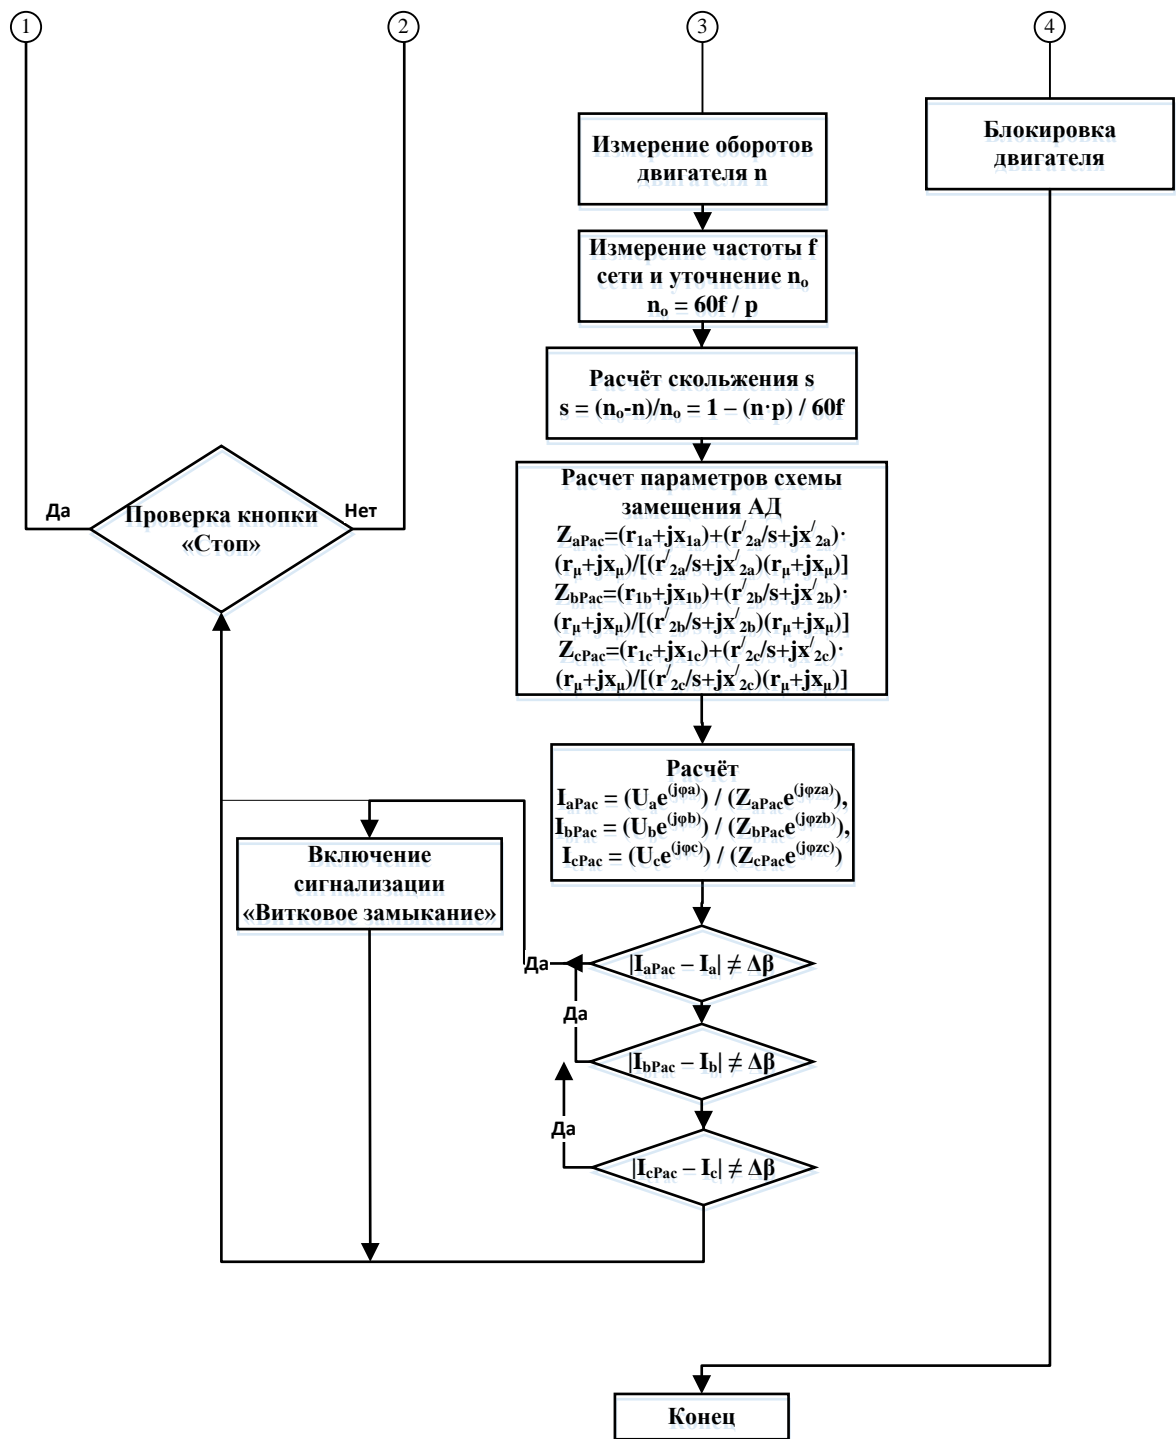 1
2
3
4
Измерение оборотов
двигателя n
Блокировка
двигателя
Измерение частоты f
сети и уточнение nₒ
nₒ = 60f / p
Расчёт скольжения s
s = (nₒ-n)/nₒ = 1 – (n·p) / 60f
Расчет параметров схемы
замещения АД
Z_aРас=(r_1a+jx_1a)+(r^/_2a/s+jx^/_2a)·
(r_μ+jx_μ)/[(r^/_2a/s+jx^/_2a)(r_μ+jx_μ)]
Z_bРас=(r_1b+jx_1b)+(r^/_2b/s+jx^/_2b)·
(r_μ+jx_μ)/[(r^/_2b/s+jx^/_2b)(r_μ+jx_μ)]
Z_cРас=(r_1c+jx_1c)+(r^/_2c/s+jx^/_2c)·
(r_μ+jx_μ)/[(r^/_2c/s+jx^/_2c)(r_μ+jx_μ)]
Да
Проверка кнопки
«Стоп»
Нет
Расчёт
I_aРас = (U_a e^(jφa)) / (Z_aРас e^(jφza)),
I_bРас = (U_b e^(jφb)) / (Z_bРас e^(jφzb)),
I_cРас = (U_c e^(jφc)) / (Z_cРас e^(jφzc))
Включение
сигнализации
«Витковое замыкание»
Да
|I_aРас – I_a| ≠ Δβ
Да
|I_bРас – I_b| ≠ Δβ
Да
|I_cРас – I_c| ≠ Δβ
Конец